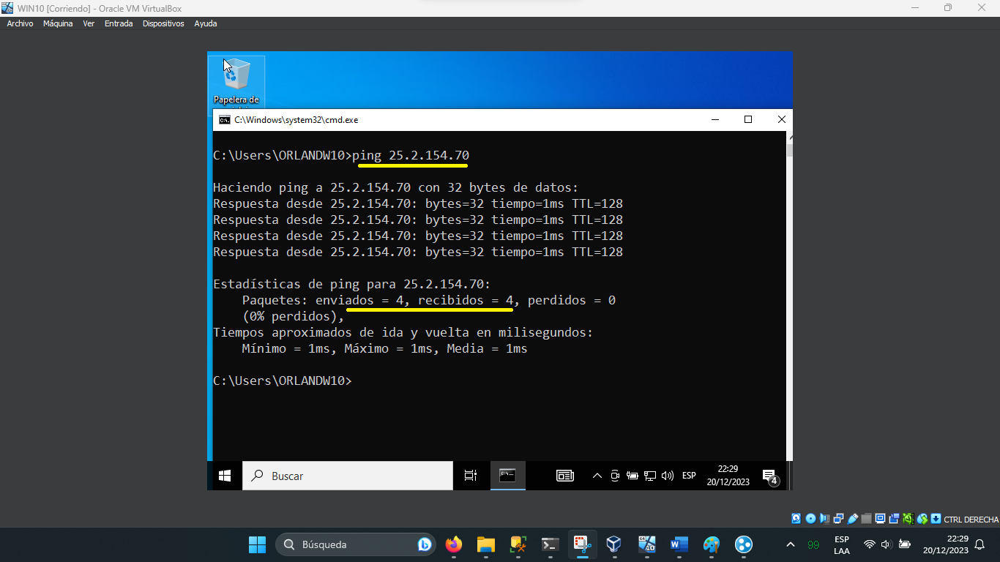 WIN10 [Corriendo] - Oracle VM VirtualBox
Archivo Máquina Ver Entrada Dispositivos Ayuda
Papelera de
C:\Windows\system32\cmd.exe
C:\Users\ORLANDW10>ping 25.2.154.70
Haciendo ping a 25.2.154.70 con 32 bytes de datos:
Respuesta desde 25.2.154.70: bytes=32 tiempo=1ms TTL=128
Respuesta desde 25.2.154.70: bytes=32 tiempo=1ms TTL=128
Respuesta desde 25.2.154.70: bytes=32 tiempo=1ms TTL=128
Respuesta desde 25.2.154.70: bytes=32 tiempo=1ms TTL=128
Estadísticas de ping para 25.2.154.70:
Paquetes: enviados = 4, recibidos = 4, perdidos = 0
(0% perdidos),
Tiempos aproximados de ida y vuelta en milisegundos:
Mínimo = 1ms, Máximo = 1ms, Media = 1ms
C:\Users\ORLANDW10>
Buscar
ESP
22:29
20/12/2023
4
CTRL DERECHA
Búsqueda
99
ESP
LAA
22:29
20/12/2023